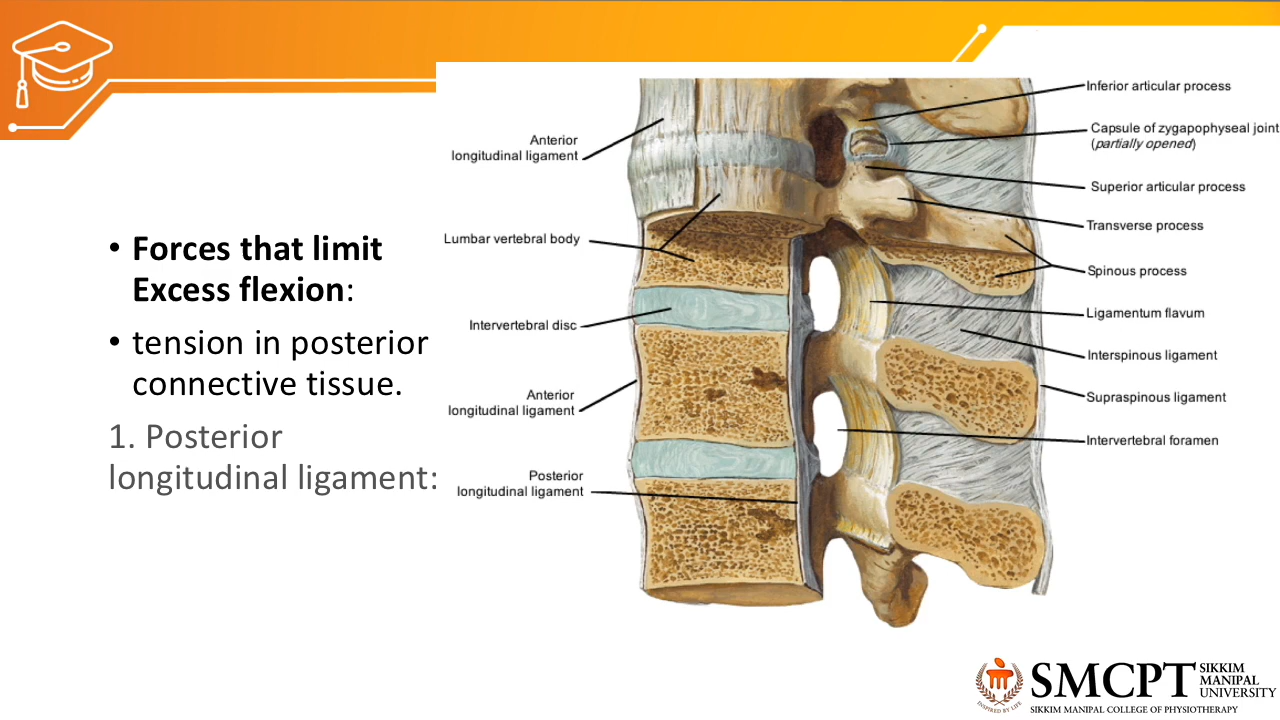 • Forces that limit
Excess flexion:
• tension in posterior
connective tissue.
1. Posterior
longitudinal ligament:
Anterior
longitudinal ligament
Lumbar vertebral body
Intervertebral disc
Anterior
longitudinal ligament
Posterior
longitudinal ligament
Inferior articular process
Capsule of zygapophyseal joint
(partially opened)
Superior articular process
Transverse process
Spinous process
Ligamentum flavum
Interspinous ligament
Supraspinous ligament
Intervertebral foramen
INSPIRED BY LIFE
SMCPT
SIKKIM
MANIPAL
UNIVERSITY
SIKKIM MANIPAL COLLEGE OF PHYSIOTHERAPY